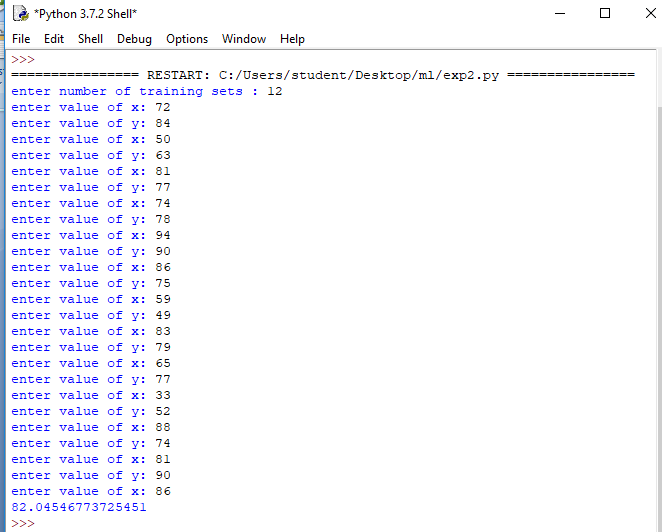 *Python 3.7.2 Shell*
File Edit Shell Debug Options Window Help
>>>
================ RESTART: C:/Users/student/Desktop/ml/exp2.py ================
enter number of training sets : 12
enter value of x: 72
enter value of y: 84
enter value of x: 50
enter value of y: 63
enter value of x: 81
enter value of y: 77
enter value of x: 74
enter value of y: 78
enter value of x: 94
enter value of y: 90
enter value of x: 86
enter value of y: 75
enter value of x: 59
enter value of y: 49
enter value of x: 83
enter value of y: 79
enter value of x: 65
enter value of y: 77
enter value of x: 33
enter value of y: 52
enter value of x: 88
enter value of y: 74
enter value of x: 81
enter value of y: 90
enter value of x: 86
82.04546773725451
>>>